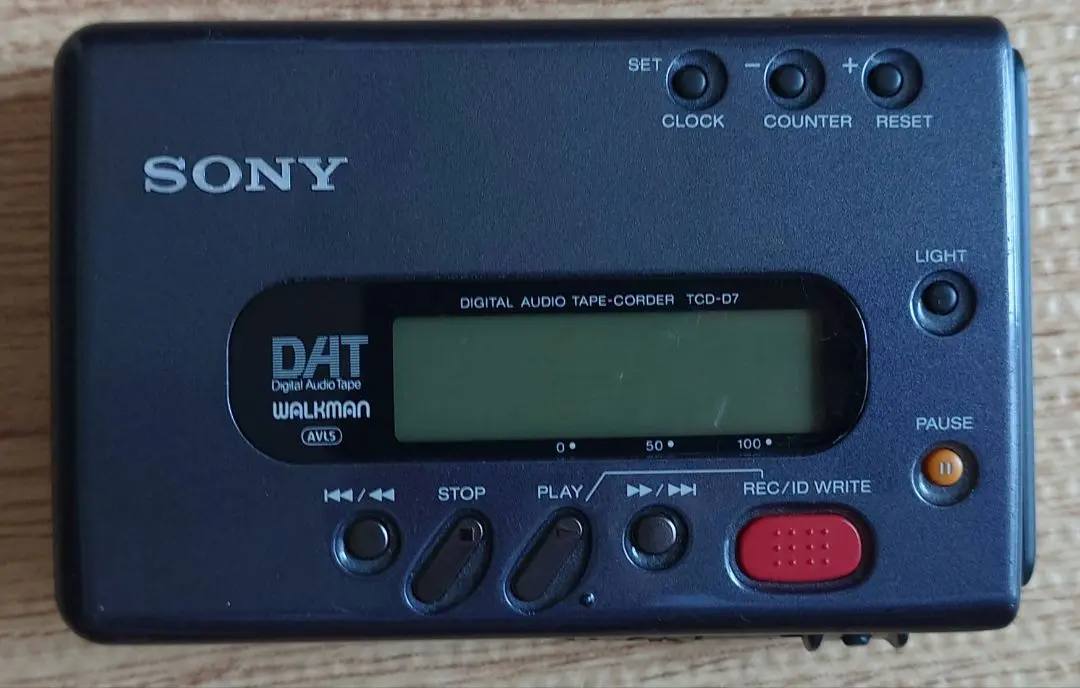 SET - +
CLOCK COUNTER RESET
SONY
LIGHT
DIGITAL AUDIO TAPE-CORDER TCD-D7
DAT
Digital Audio Tape
WALKMAN
AVLS
0 50 100
PAUSE
⏮/◀◀ STOP PLAY ▶▶/⏭ REC/ID WRITE